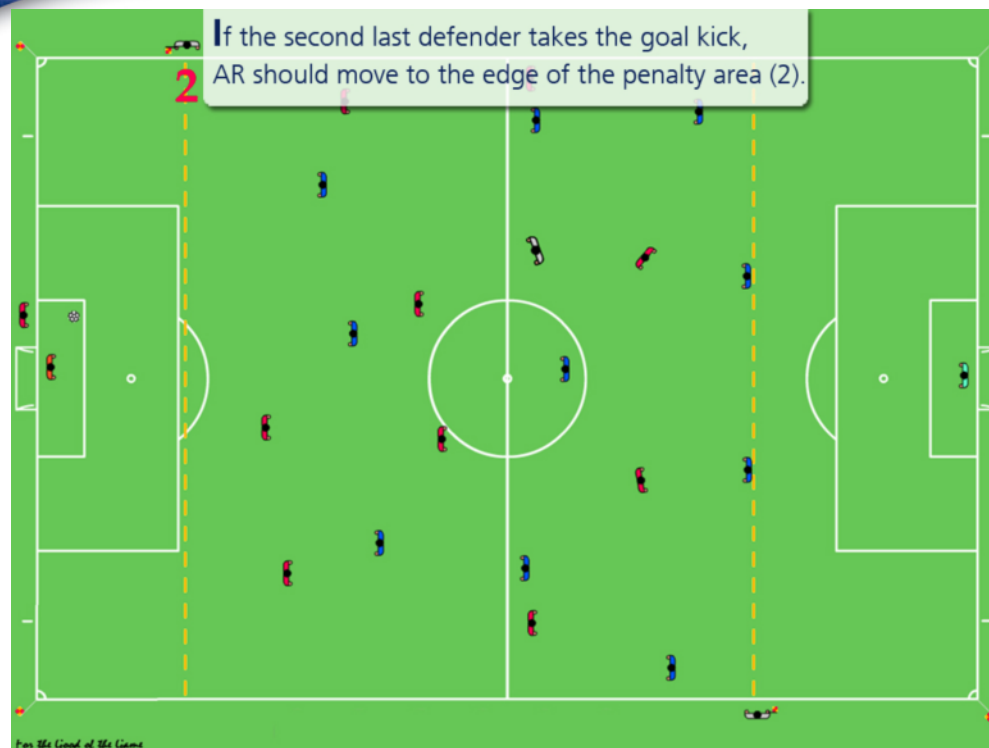 If the second last defender takes the goal kick,
2 AR should move to the edge of the penalty area (2).
For the Good of the Game